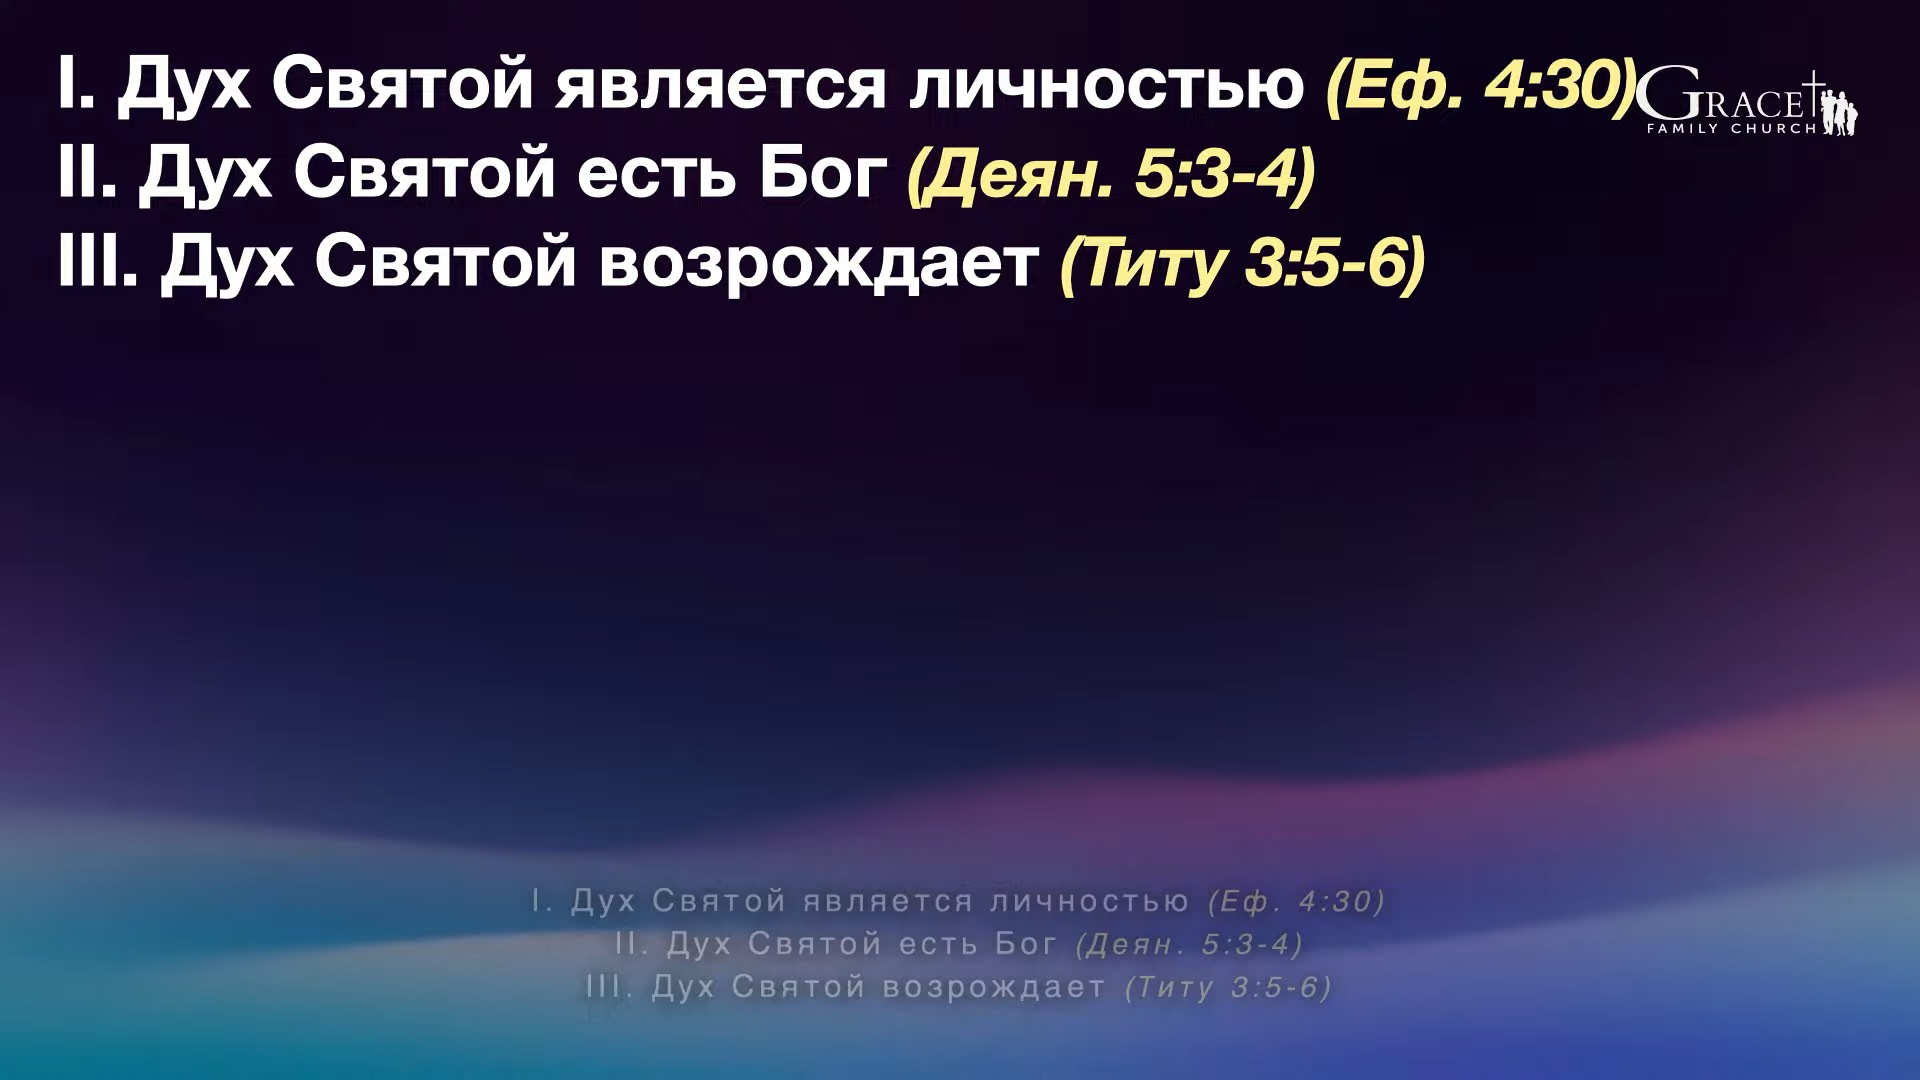 I. Дух Святой является личностью (Еф. 4:30)
GRACE
FAMILY CHURCH
II. Дух Святой есть Бог (Деян. 5:3-4)
III. Дух Святой возрождает (Титу 3:5-6)
I. Дух Святой является личностью (Еф. 4:30)
II. Дух Святой есть Бог (Деян. 5:3-4)
III. Дух Святой возрождает (Титу 3:5-6)